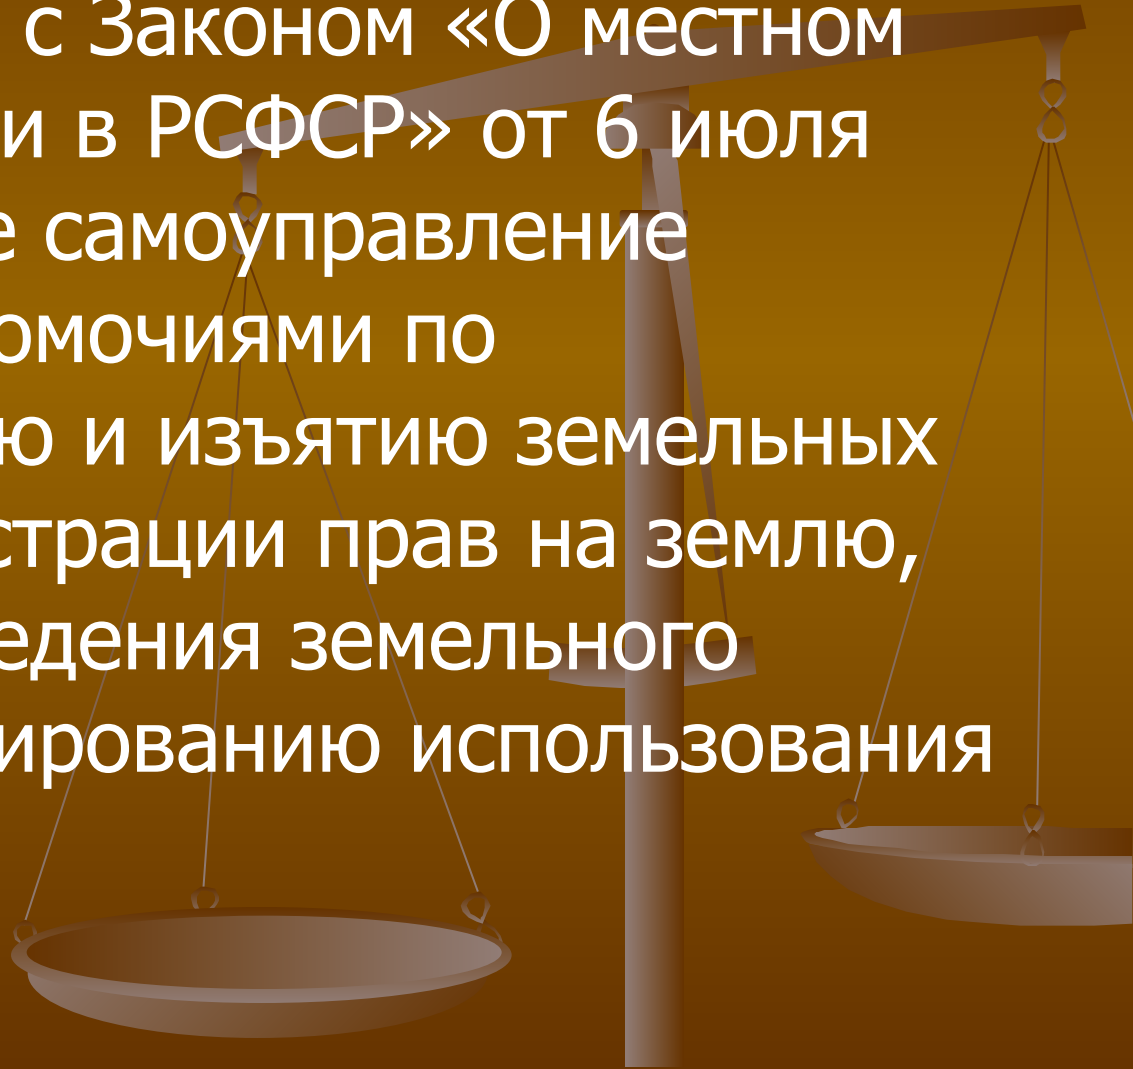 с Законом «О местном
и в РСФСР» от 6 июля
е самоуправление
омочиями по
ю и изъятию земельных
страции прав на землю,
едения земельного
ированию использования